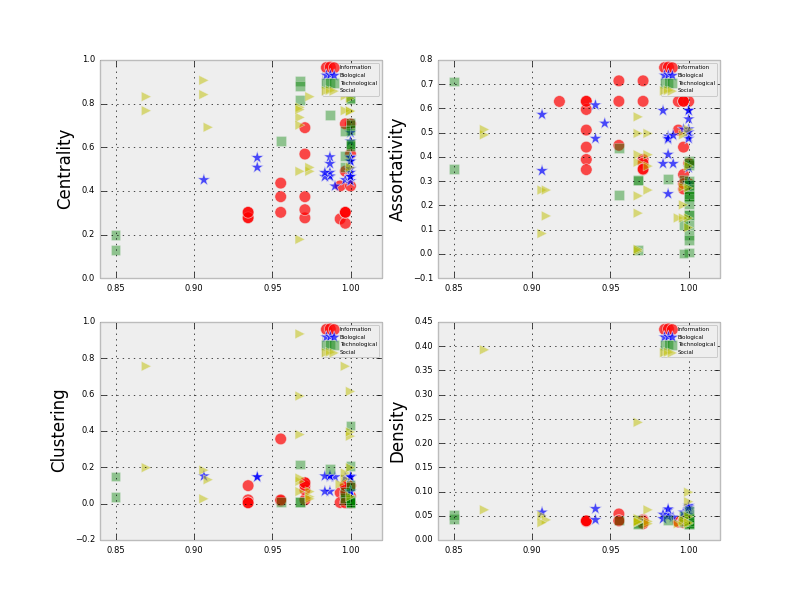 1.0
0.8
0.6
0.4
0.2
0.0
Centrality
0.85 0.90 0.95 1.00
Information
Biological
Technological
Social
0.8
0.7
0.6
0.5
0.4
0.3
0.2
0.1
0.0
−0.1
Assortativity
0.85 0.90 0.95 1.00
Information
Biological
Technological
Social
1.0
0.8
0.6
0.4
0.2
0.0
−0.2
Clustering
0.85 0.90 0.95 1.00
Information
Biological
Technological
Social
0.45
0.40
0.35
0.30
0.25
0.20
0.15
0.10
0.05
0.00
Density
0.85 0.90 0.95 1.00
Information
Biological
Technological
Social